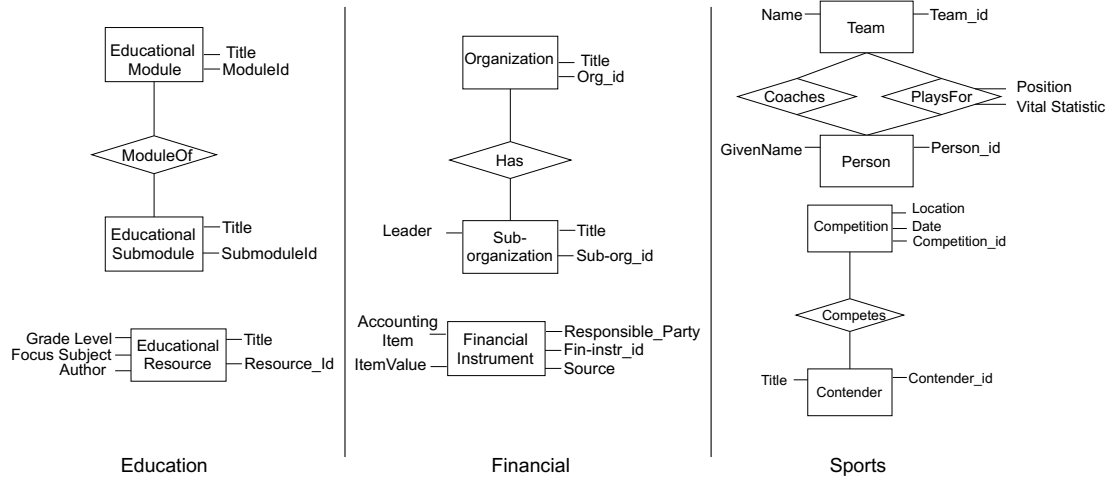 Educational
Module
Title
ModuleId
ModuleOf
Educational
Submodule
Title
SubmoduleId
Grade Level
Focus Subject
Author
Educational
Resource
Title
Resource_Id
Education
Organization
Title
Org_id
Has
Leader
Sub-
organization
Title
Sub-org_id
Accounting
Item
ItemValue
Financial
Instrument
Responsible_Party
Fin-instr_id
Source
Financial
Name
Team
Team_id
Coaches
PlaysFor
Position
Vital Statistic
GivenName
Person
Person_id
Competition
Location
Date
Competition_id
Competes
Title
Contender
Contender_id
Sports